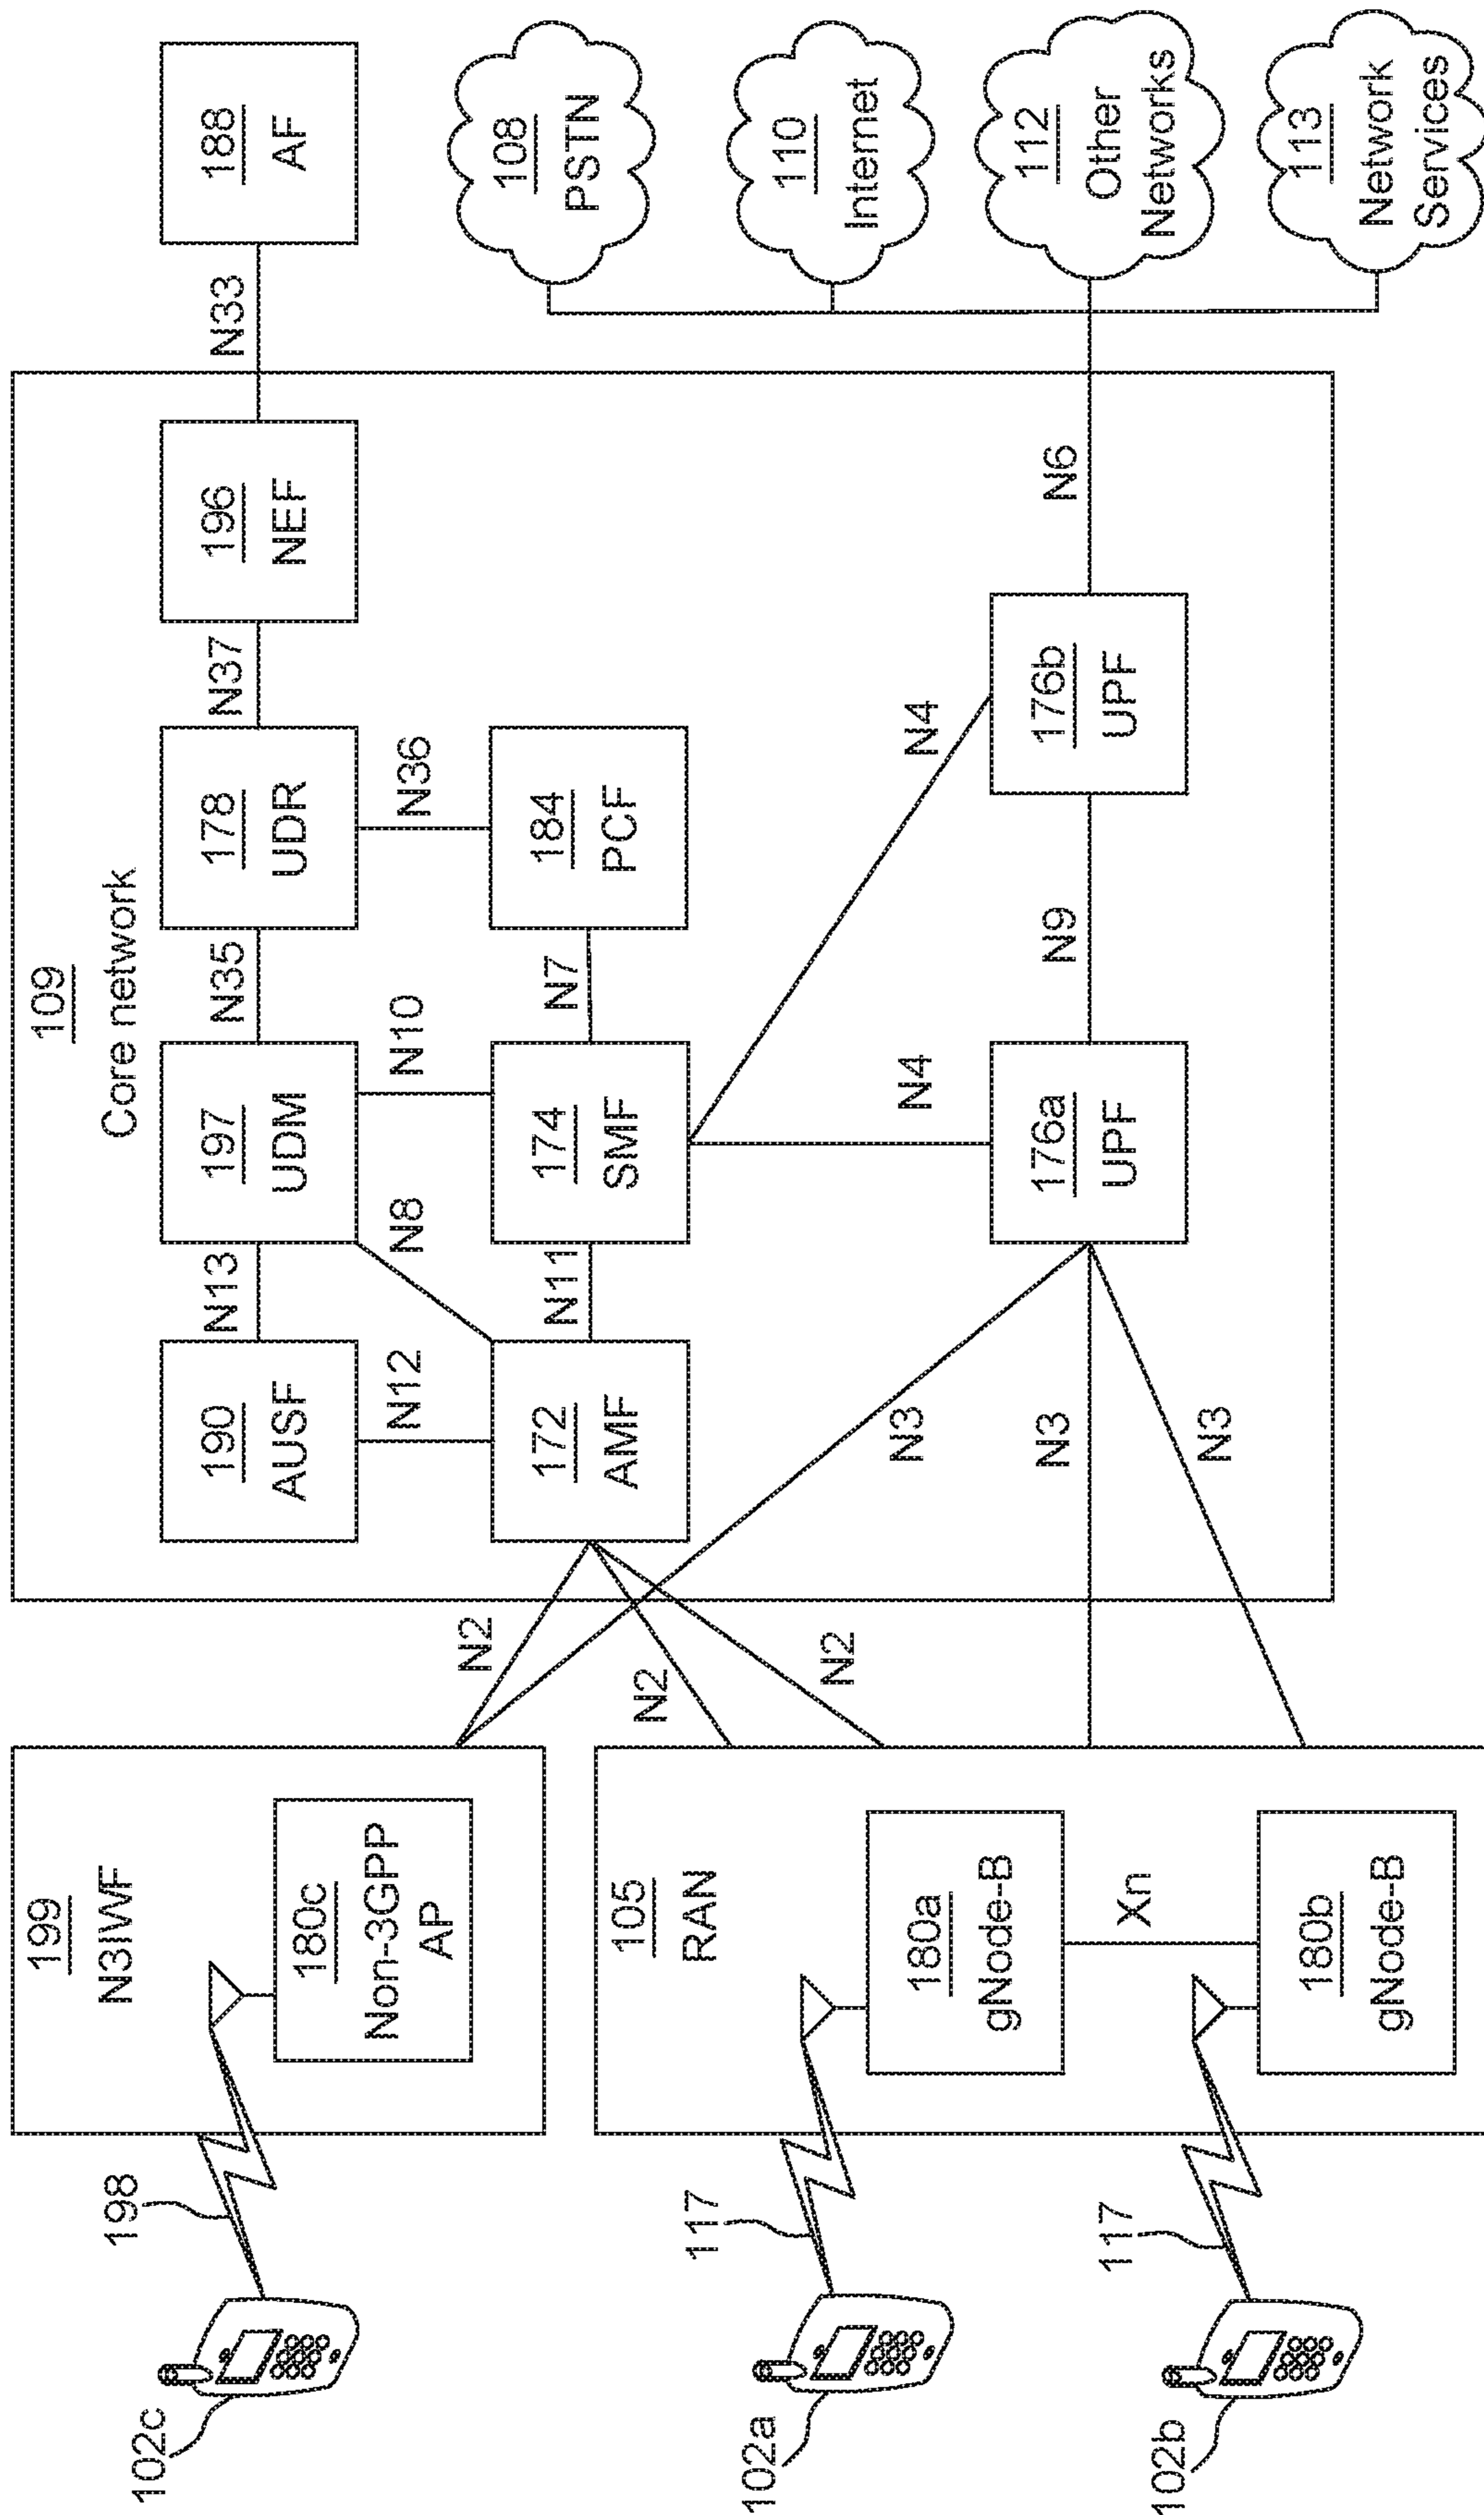 109
Core network
190
AUSF
N13
197
UDM
N35
178
UDR
N37
196
NEF
N33
188
AF
N12
N8
N10
N36
172
AMF
N11
174
SMF
N7
184
PCF
108
PSTN
110
Internet
112
Other
Networks
113
Network
Services
N4
N4
176a
UPF
N9
176b
UPF
N6
N2
N2
N2
N3
N3
N3
199
N3IWF
180c
Non-3GPP
AP
198
102c
105
RAN
180a
gNode-B
Xn
180b
gNode-B
117
102a
117
102b